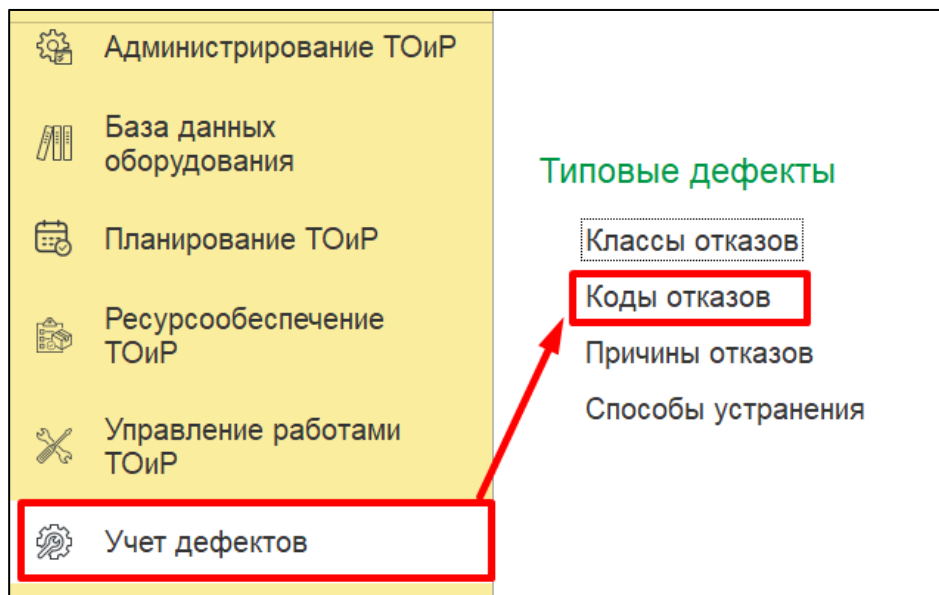 Администрирование ТОиР
База данных
оборудования
Планирование ТОиР
Ресурсообеспечение
ТОиР
Управление работами
ТОиР
Учет дефектов
Типовые дефекты
Классы отказов
Коды отказов
Причины отказов
Способы устранения